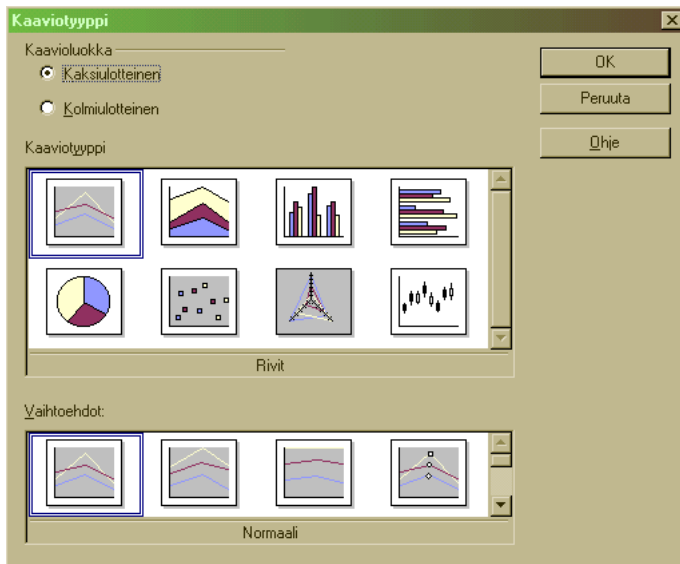 Kaaviotyyppi
Kaavioluokka
Kaksiulotteinen
Kolmiulotteinen
OK
Peruuta
Ohje
Kaaviotyyppi
Rivit
Vaihtoehdot:
Normaali